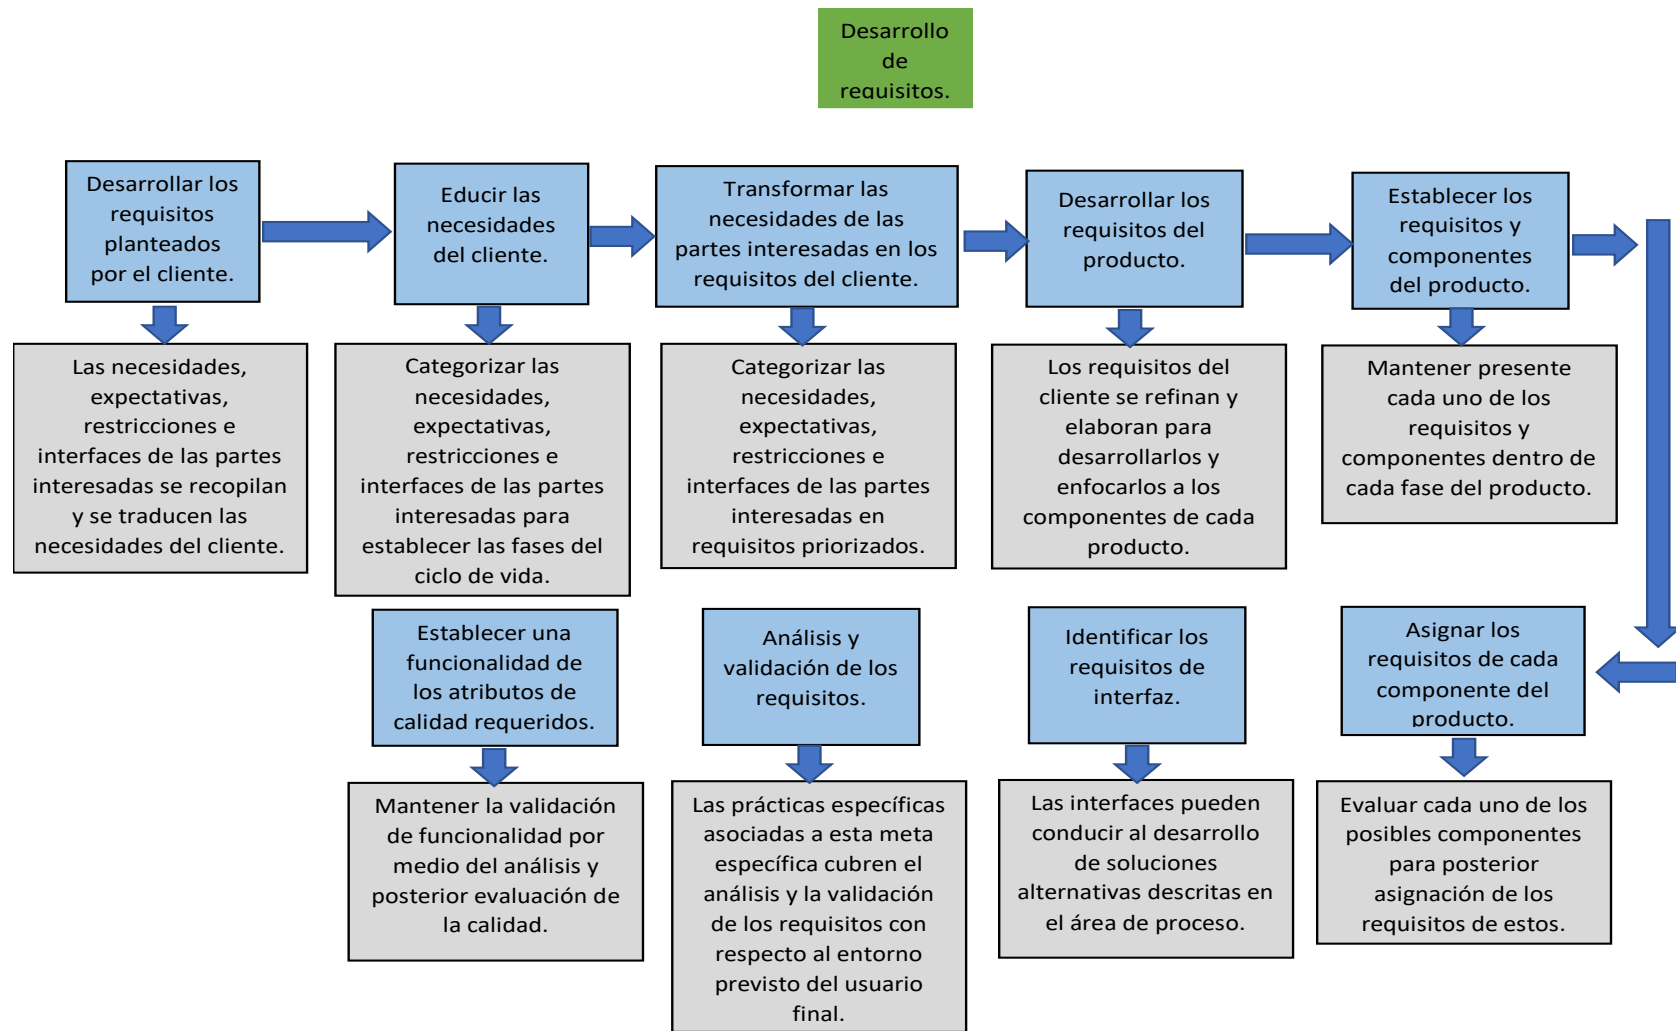 Desarrollo
de
requisitos.
Desarrollar los
requisitos
planteados
por el cliente.
Educir las
necesidades
del cliente.
Transformar las
necesidades de las
partes interesadas en los
requisitos del cliente.
Desarrollar los
requisitos del
producto.
Establecer los
requisitos y
componentes
del producto.
Las necesidades,
expectativas,
restricciones e
interfaces de las partes
interesadas se recopilan
y se traducen las
necesidades del cliente.
Categorizar las
necesidades,
expectativas,
restricciones e
interfaces de las partes
interesadas para
establecer las fases del
ciclo de vida.
Categorizar las
necesidades,
expectativas,
restricciones e
interfaces de las partes
interesadas en
requisitos priorizados.
Los requisitos del
cliente se refinan y
elaboran para
desarrollarlos y
enfocarlos a los
componentes de cada
producto.
Mantener presente
cada uno de los
requisitos y
componentes dentro de
cada fase del producto.
Establecer una
funcionalidad de
los atributos de
calidad requeridos.
Análisis y
validación de los
requisitos.
Identificar los
requisitos de
interfaz.
Asignar los
requisitos de cada
componente del
producto.
Mantener la validación
de funcionalidad por
medio del análisis y
posterior evaluación de
la calidad.
Las prácticas específicas
asociadas a esta meta
específica cubren el
análisis y la validación
de los requisitos con
respecto al entorno
previsto del usuario
final.
Las interfaces pueden
conducir al desarrollo
de soluciones
alternativas descritas en
el área de proceso.
Evaluar cada uno de los
posibles componentes
para posterior
asignación de los
requisitos de estos.